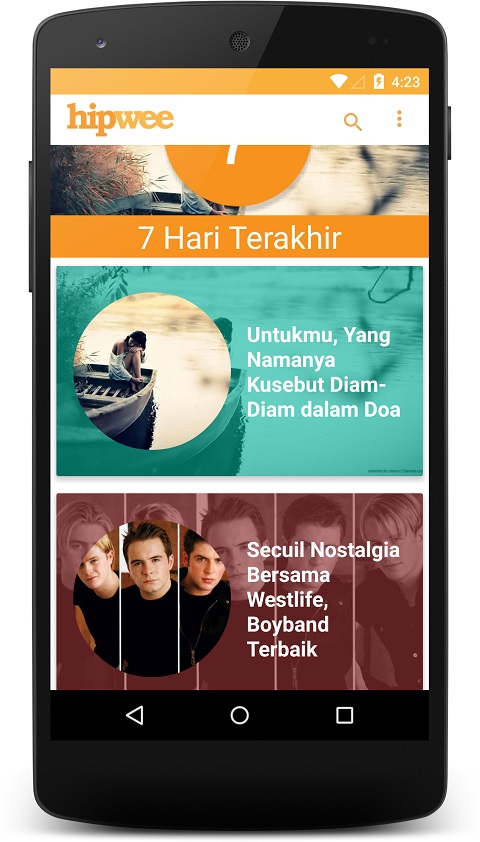 4:23
hipwee
7 Hari Terakhir
Untukmu, Yang
Namanya
Kusebut Diam-
Diam dalam Doa
Secuil Nostalgia
Bersama
Westlife,
Boyband
Terbaik